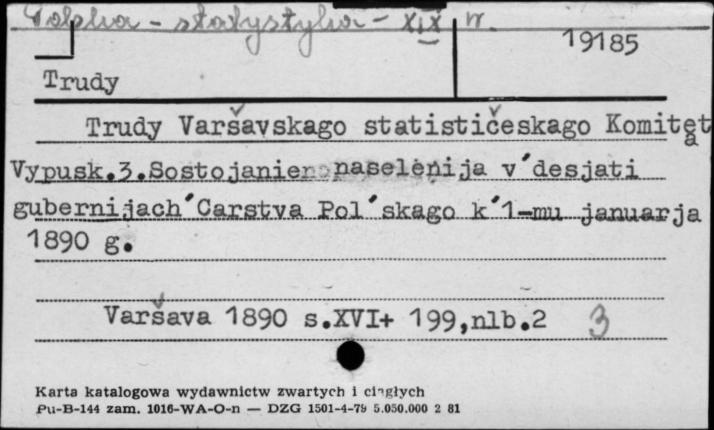 Polska - statystyka - XIX w.
19185
Trudy
Trudy Varšavskago statističeskago Komiteta
Vypusk.3.Sostojanie naselenija v´desjati
gubernijach´Carstva Pol´skago k´1-mu januarja
1890 g.
Varšava 1890 s.XVI+ 199,nlb.2 3
Karta katalogowa wydawnictw zwartych i ciągłych
Pu-B-144 zam. 1016-WA-O-n — DZG 1501-4-79 5.050.000 2 81